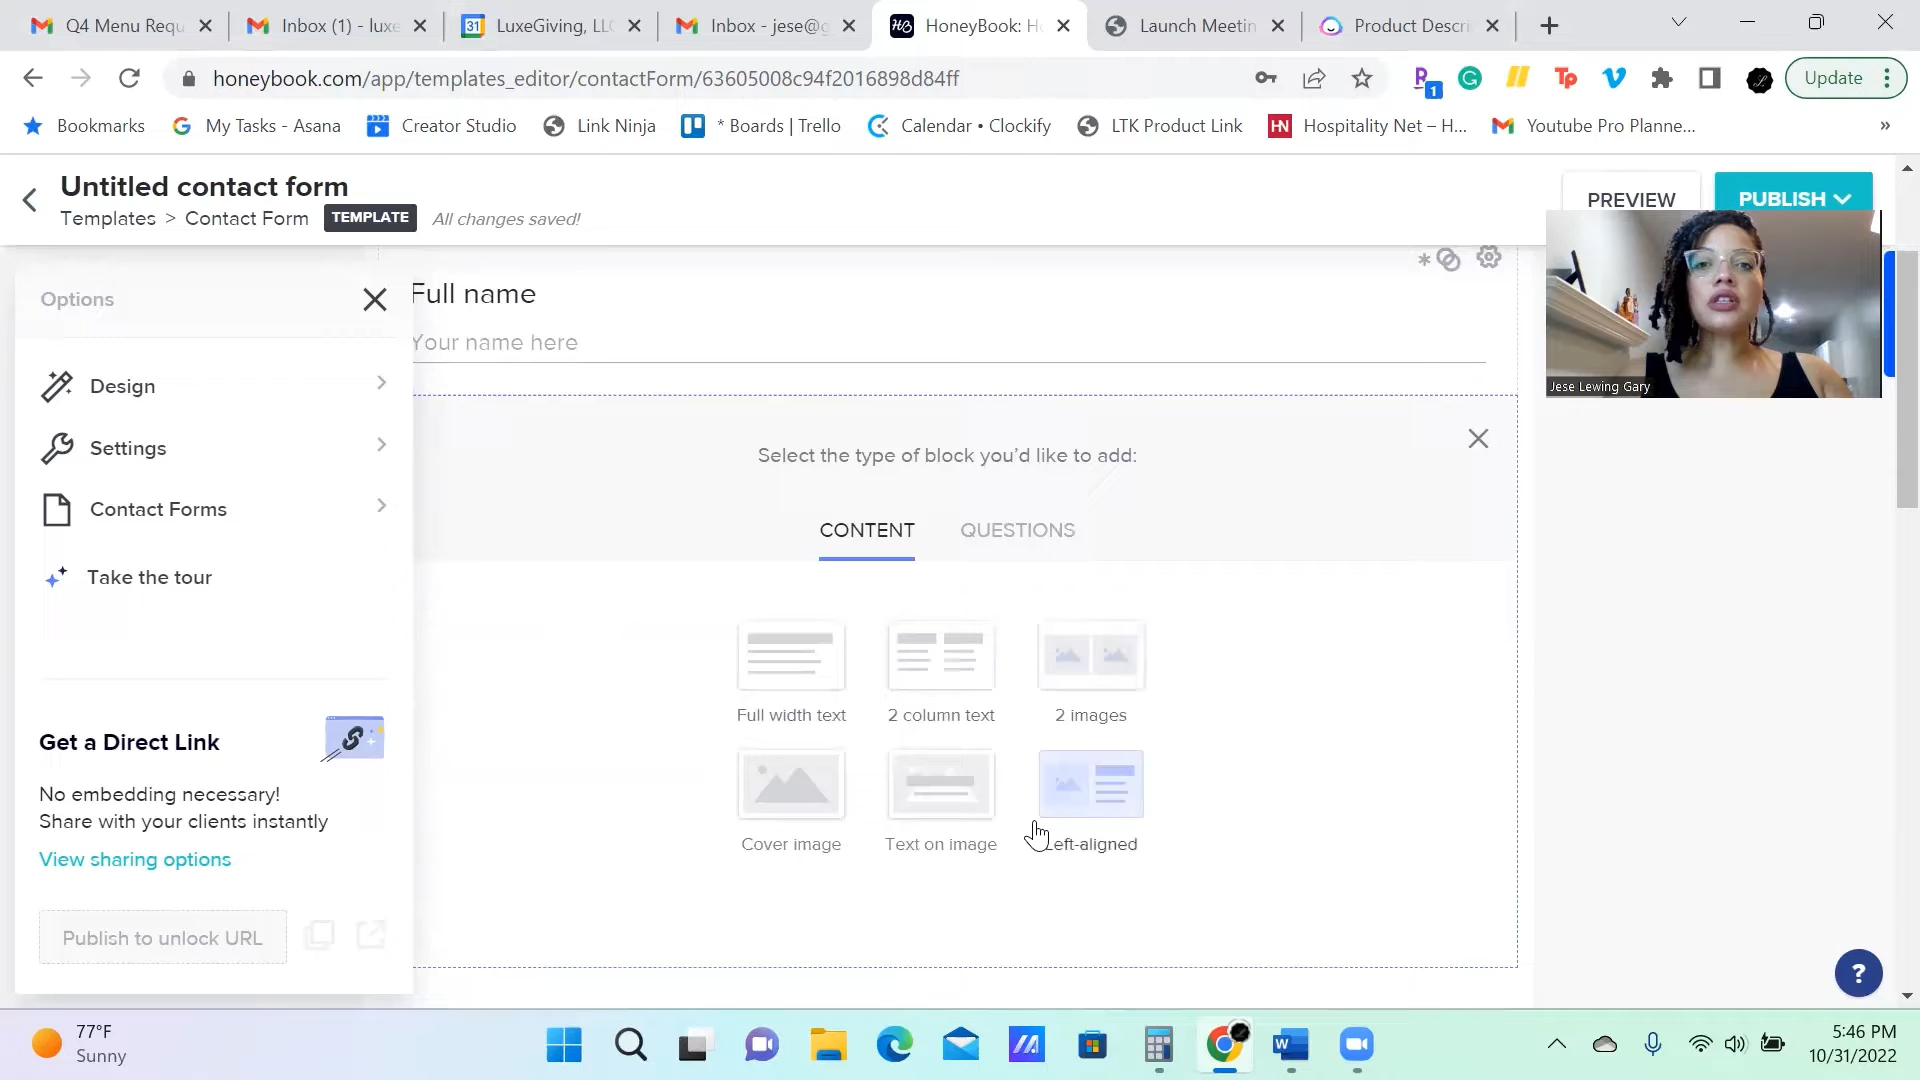 Q4 Menu Requ
Inbox (1) - luxe
31
LuxeGiving, LLC
Inbox - jese@g
HB
HoneyBook: Ho
Launch Meetin
Product Descri
honeybook.com/app/templates_editor/contactForm/63605008c94f2016898d84ff
1
Tp
Update
Bookmarks
My Tasks - Asana
Creator Studio
Link Ninja
* Boards | Trello
Calendar • Clockify
LTK Product Link
HN
Hospitality Net – H...
Youtube Pro Planne...
»
Untitled contact form
Templates > Contact Form
TEMPLATE
All changes saved!
PREVIEW
PUBLISH
Jese Lewing Gary
Options
Design
Settings
Contact Forms
Take the tour
Get a Direct Link
No embedding necessary!
Share with your clients instantly
View sharing options
Publish to unlock URL
Full name
Your name here
Select the type of block you’d like to add:
CONTENT
QUESTIONS
Full width text
2 column text
2 images
Cover image
Text on image
Left-aligned
?
77°F
Sunny
5:46 PM
10/31/2022